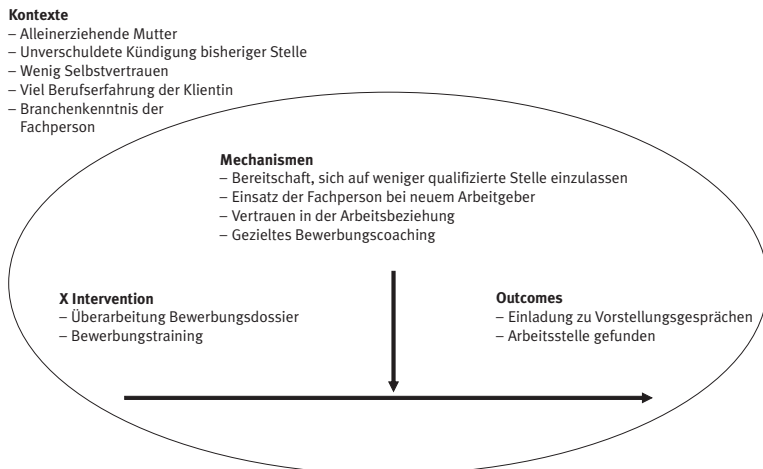 Kontexte
– Alleinerziehende Mutter
– Unverschuldete Kündigung bisheriger Stelle
– Wenig Selbstvertrauen
– Viel Berufserfahrung der Klientin
– Branchenkenntnis der
Fachperson
Mechanismen
– Bereitschaft, sich auf weniger qualifizierte Stelle einzulassen
– Einsatz der Fachperson bei neuem Arbeitgeber
– Vertrauen in der Arbeitsbeziehung
– Gezieltes Bewerbungscoaching
X Intervention
– Überarbeitung Bewerbungsdossier
– Bewerbungstraining
Outcomes
– Einladung zu Vorstellungsgesprächen
– Arbeitsstelle gefunden